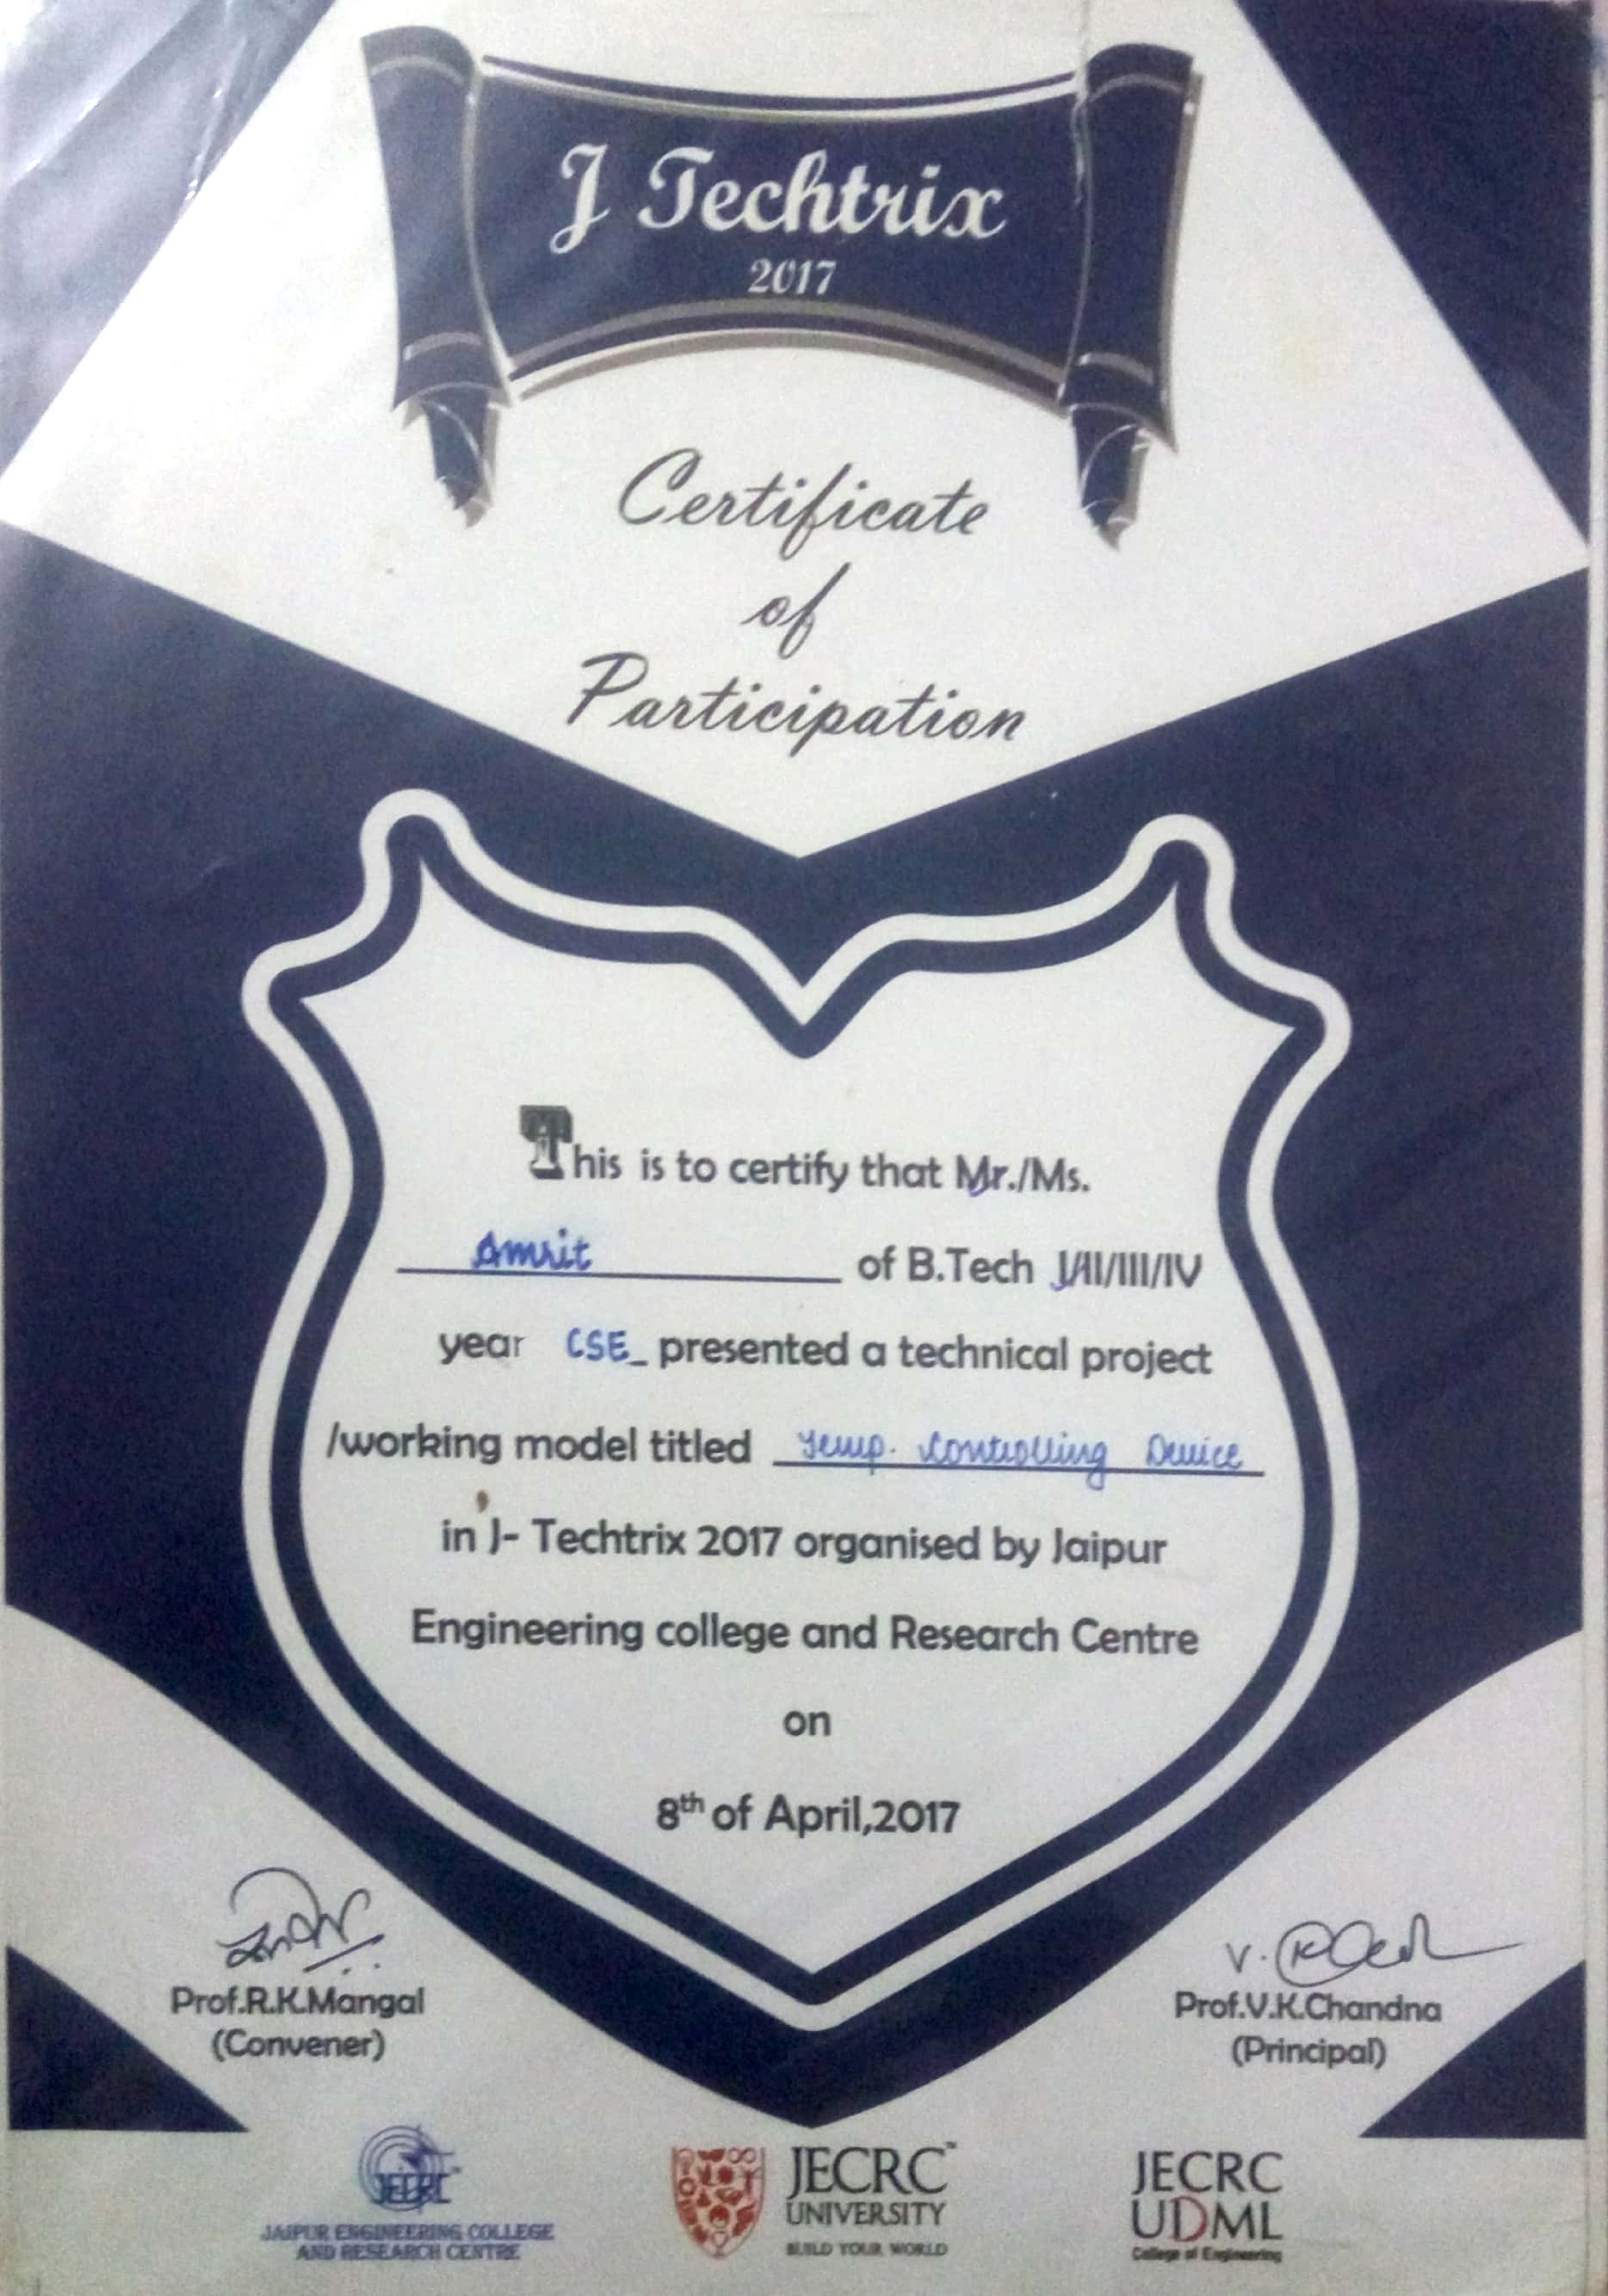 J Techtrix
2017
Certificate
of
Participation
This is to certify that Mr./Ms.
Amrit of B.Tech I/II/III/IV
year CSE_ presented a technical project
/working model titled Temp. Controlling Device
in J- Techtrix 2017 organised by Jaipur
Engineering college and Research Centre
on
8th of April,2017
Prof.R.K.Mangal
(Convener)
V.
Prof.V.K.Chandna
(Principal)
JECRC
JAIPUR ENGINEERING COLLEGE
AND RESEARCH CENTRE
JECRC™
UNIVERSITY
BUILD YOUR WORLD
JECRC
UDML
College of Engineering